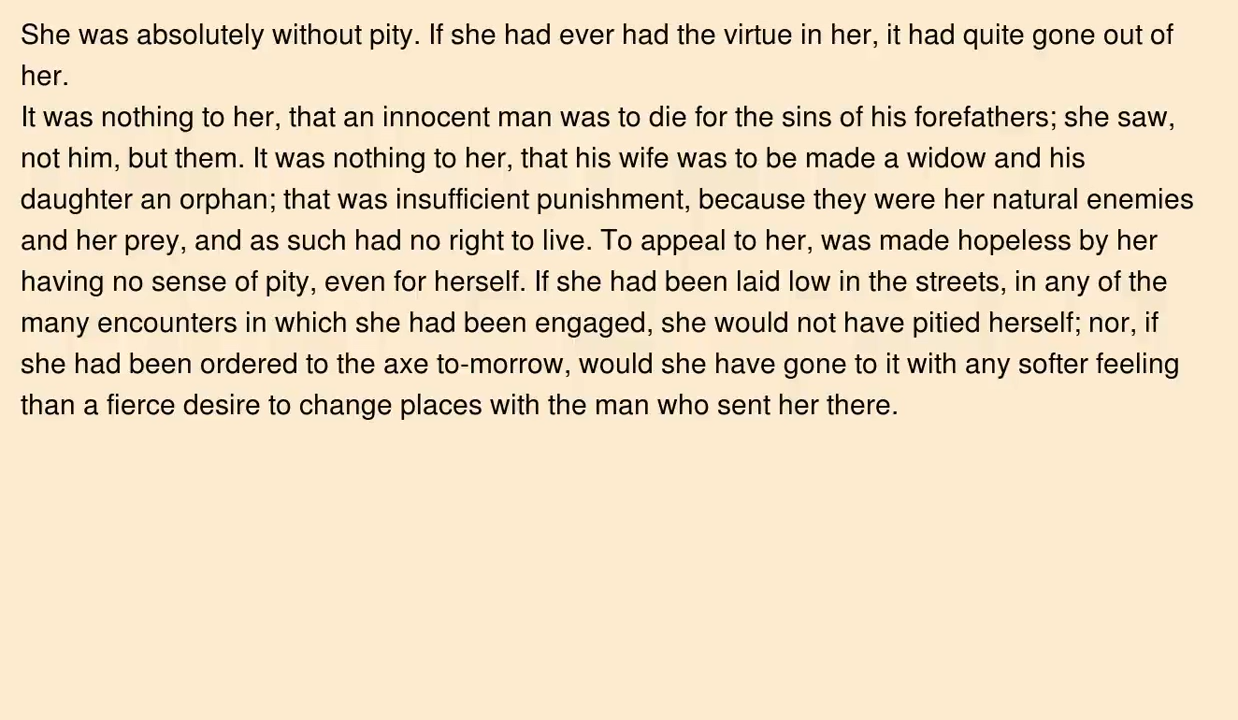 She was absolutely without pity. If she had ever had the virtue in her, it had quite gone out of
her.
It was nothing to her, that an innocent man was to die for the sins of his forefathers; she saw,
not him, but them. It was nothing to her, that his wife was to be made a widow and his
daughter an orphan; that was insufficient punishment, because they were her natural enemies
and her prey, and as such had no right to live. To appeal to her, was made hopeless by her
having no sense of pity, even for herself. If she had been laid low in the streets, in any of the
many encounters in which she had been engaged, she would not have pitied herself; nor, if
she had been ordered to the axe to-morrow, would she have gone to it with any softer feeling
than a fierce desire to change places with the man who sent her there.